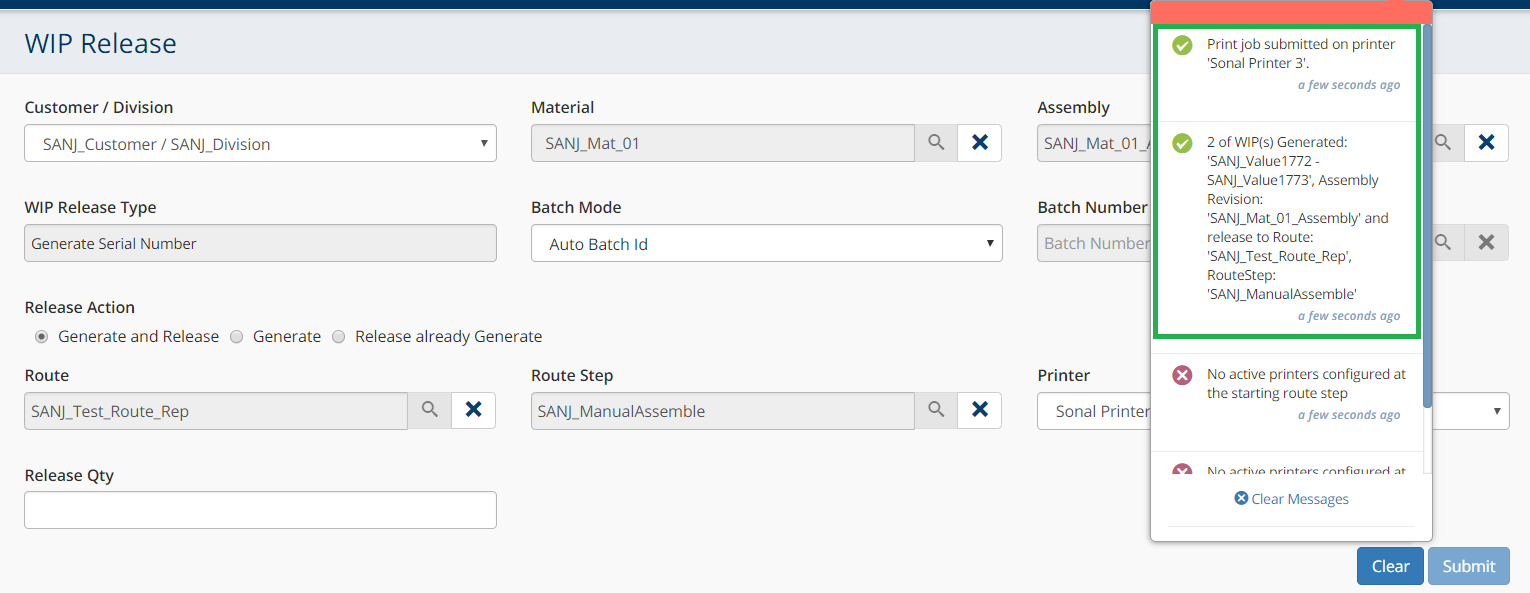 WIP Release
Customer / Division
SANJ_Customer / SANJ_Division
Material
SANJ_Mat_01
Assembly
SANJ_Mat_01_
WIP Release Type
Generate Serial Number
Batch Mode
Auto Batch Id
Batch Number
Batch Number
Release Action
Generate and Release
Generate
Release already Generate
Route
SANJ_Test_Route_Rep
Route Step
SANJ_ManualAssemble
Printer
Sonal Printer
Release Qty
Print job submitted on printer
'Sonal Printer 3'.
a few seconds ago
2 of WIP(s) Generated:
'SANJ_Value1772 -
SANJ_Value1773', Assembly
Revision:
'SANJ_Mat_01_Assembly' and
release to Route:
'SANJ_Test_Route_Rep',
RouteStep:
'SANJ_ManualAssemble'
a few seconds ago
No active printers configured at
the starting route step
a few seconds ago
No active printers configured at
Clear Messages
Clear
Submit